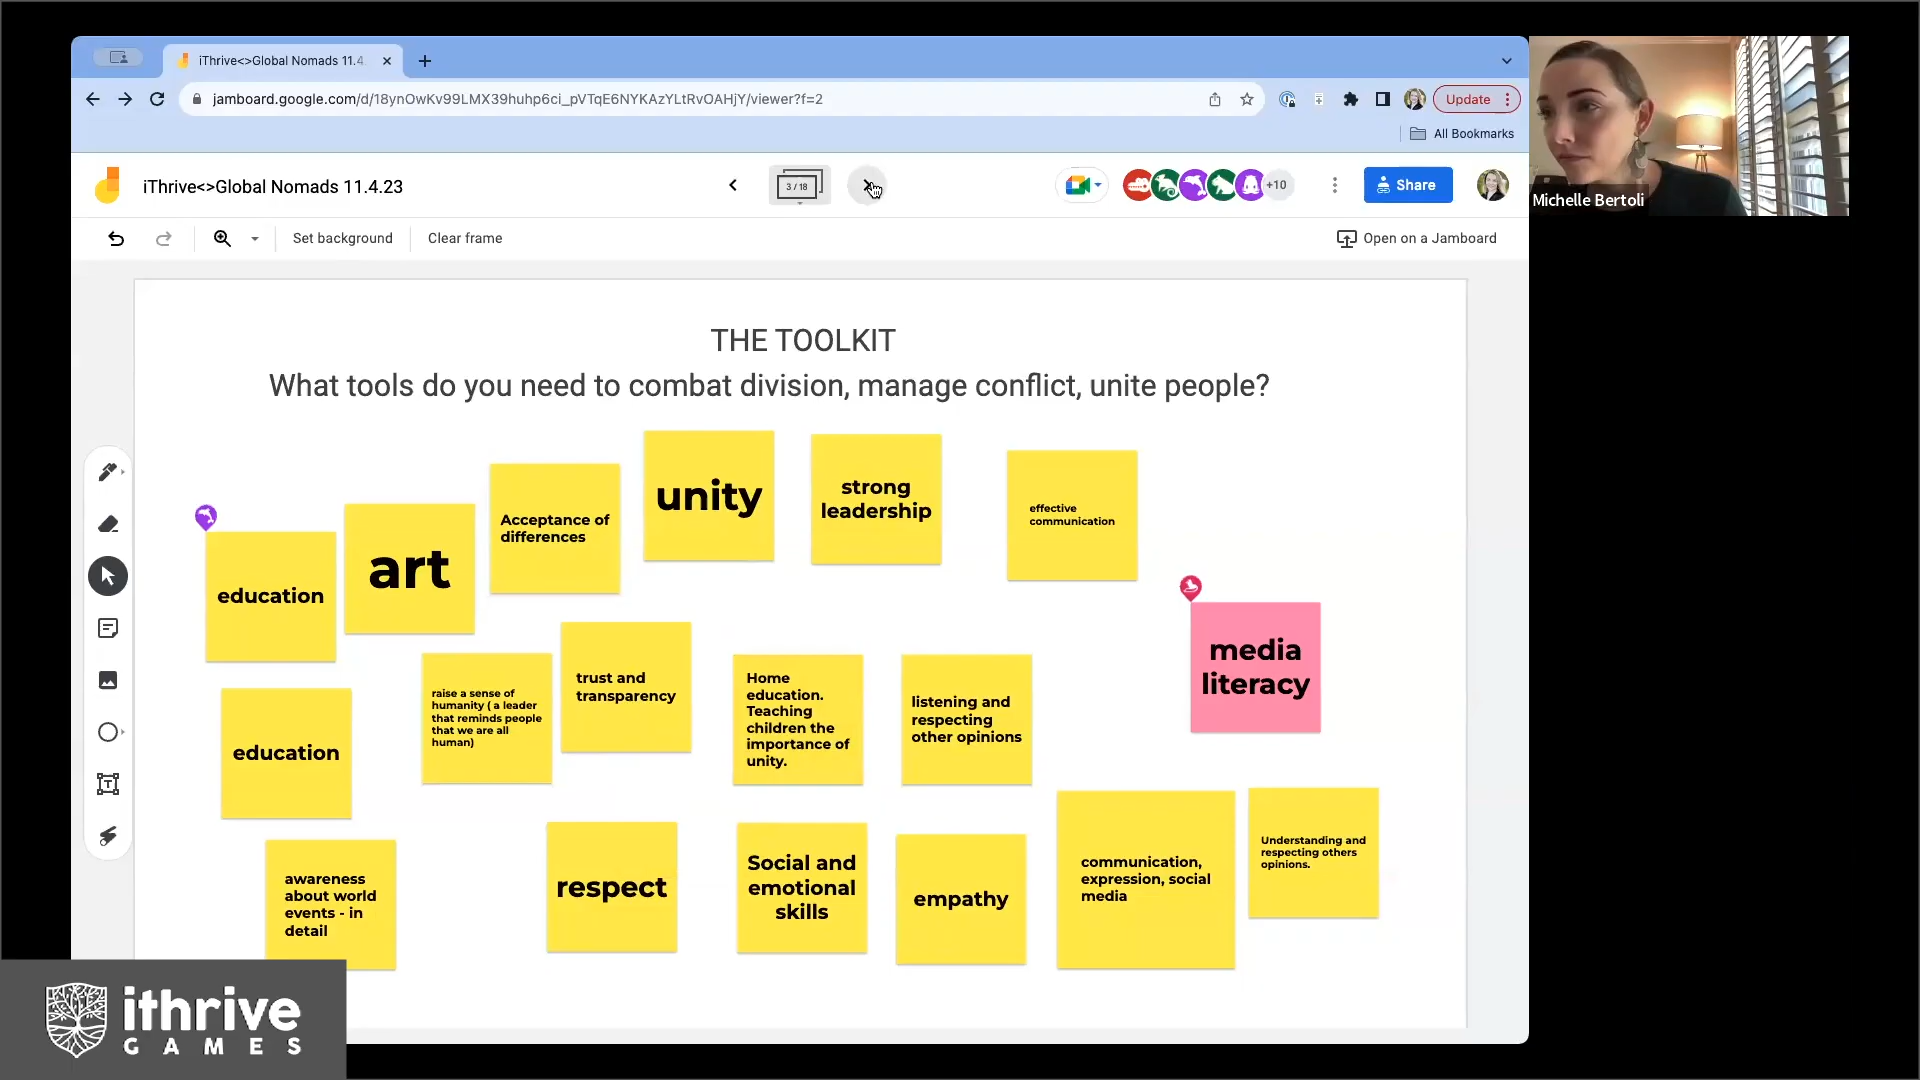 iThrive<>Global Nomads 11.4
jamboard.google.com/d/18ynOwKv99LMX39huhp6ci_pVTqE6NYKAzYLtRvOAHjY/viewer?f=2
Update
All Bookmarks
iThrive<>Global Nomads 11.4.23
3 / 18
+10
Share
Michelle Bertoli
Set background
Clear frame
Open on a Jamboard
THE TOOLKIT
What tools do you need to combat division, manage conflict, unite people?
education
art
Acceptance of
differences
unity
strong
leadership
effective
communication
media
literacy
education
raise a sense of
humanity ( a leader
that reminds people
that we are all
human)
trust and
transparency
Home
education.
Teaching
children the
importance of
unity.
listening and
respecting
other opinions
awareness
about world
events - in
detail
respect
Social and
emotional
skills
empathy
communication,
expression, social
media
Understanding and
respecting others
opinions.
ithrive
GAMES